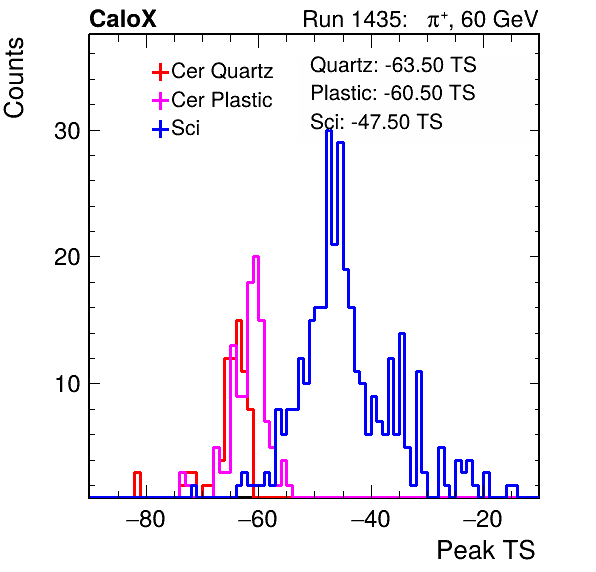 CaloX Run 1435: π⁺, 60 GeV
Counts
Cer Quartz
Cer Plastic
Sci
Quartz: -63.50 TS
Plastic: -60.50 TS
Sci: -47.50 TS
30
20
10
−80 −60 −40 −20
Peak TS